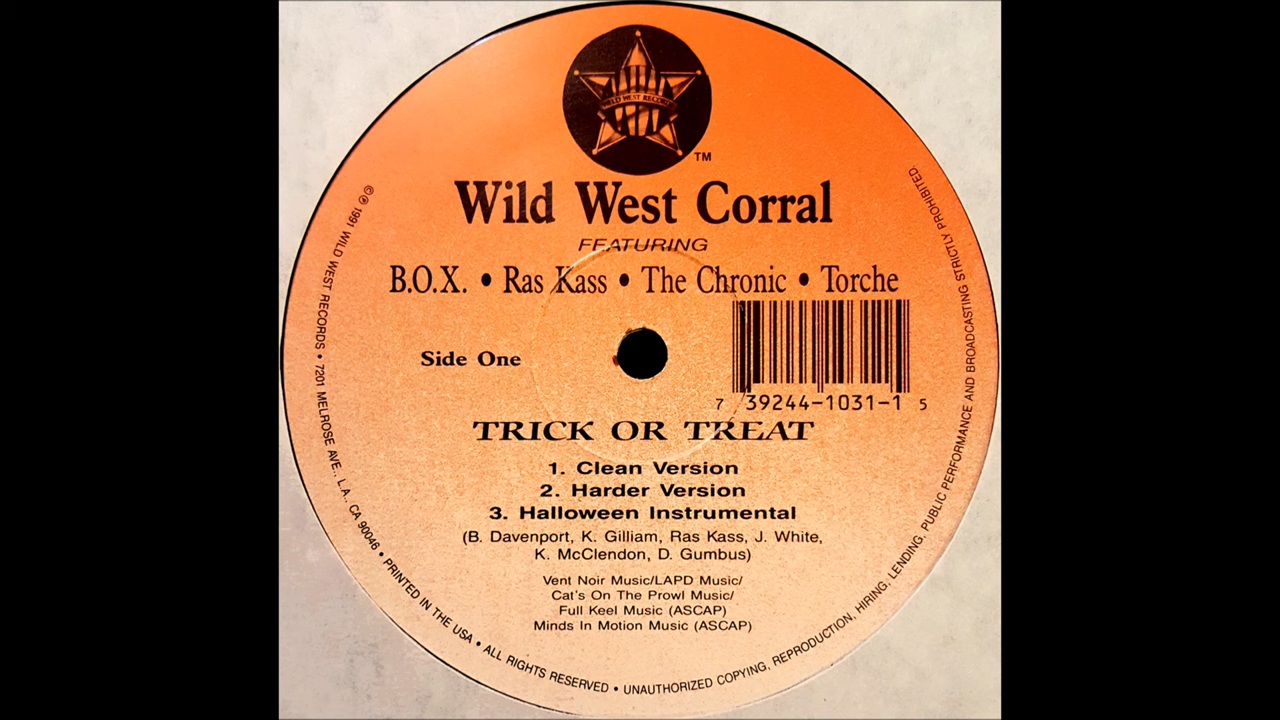 WILD WEST RECORDS
TM
Wild West Corral
FEATURING
B.O.X. • Ras Kass • The Chronic • Torche
Side One
7 39244-1031-1 5
TRICK OR TREAT
1. Clean Version
2. Harder Version
3. Halloween Instrumental
(B. Davenport, K. Gilliam, Ras Kass, J. White,
K. McClendon, D. Gumbus)
Vent Noir Music/LAPD Music/
Cat's On The Prowl Music/
Full Keel Music (ASCAP)
Minds In Motion Music (ASCAP)
©℗ 1991 WILD WEST RECORDS • 7201 MELROSE AVE., L.A., CA 90046 • PRINTED IN THE USA • ALL RIGHTS RESERVED • UNAUTHORIZED COPYING, REPRODUCTION, HIRING, LENDING, PUBLIC PERFORMANCE AND BROADCASTING STRICTLY PROHIBITED.